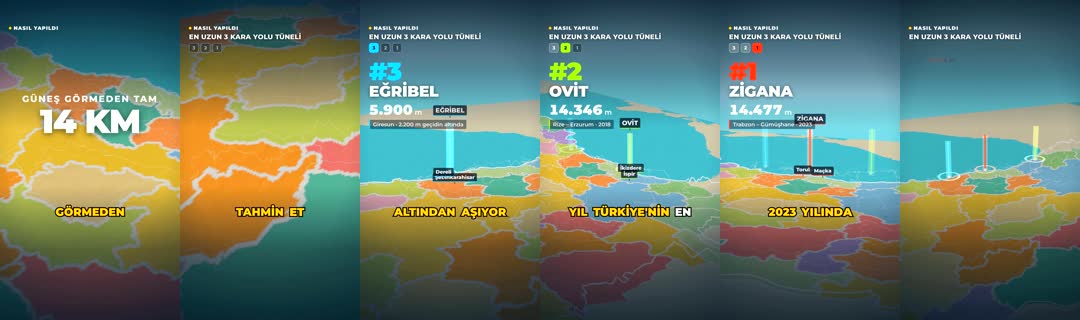 NASIL YAPILDI
GÜNEŞ GÖRMEDEN TAM
14 KM
GÖRMEDEN
NASIL YAPILDI
EN UZUN 3 KARA YOLU TÜNELİ
3 2 1
TAHMİN ET
NASIL YAPILDI
EN UZUN 3 KARA YOLU TÜNELİ
3 2 1
#3
EĞRİBEL
5.900 m
Giresun · 2.200 m geçidin altında
EĞRİBEL
Dereli
Şebinkarahisar
ALTINDAN AŞIYOR
NASIL YAPILDI
EN UZUN 3 KARA YOLU TÜNELİ
3 2 1
#2
OVİT
14.346 m
Rize – Erzurum · 2018
OVİT
İkizdere
İspir
YIL TÜRKİYE'NİN EN
NASIL YAPILDI
EN UZUN 3 KARA YOLU TÜNELİ
3 2 1
#1
ZİGANA
14.477 m
Trabzon – Gümüşhane · 2023
ZİGANA
Torul
Maçka
2023 YILINDA
NASIL YAPILDI
EN UZUN 3 KARA YOLU TÜNELİ